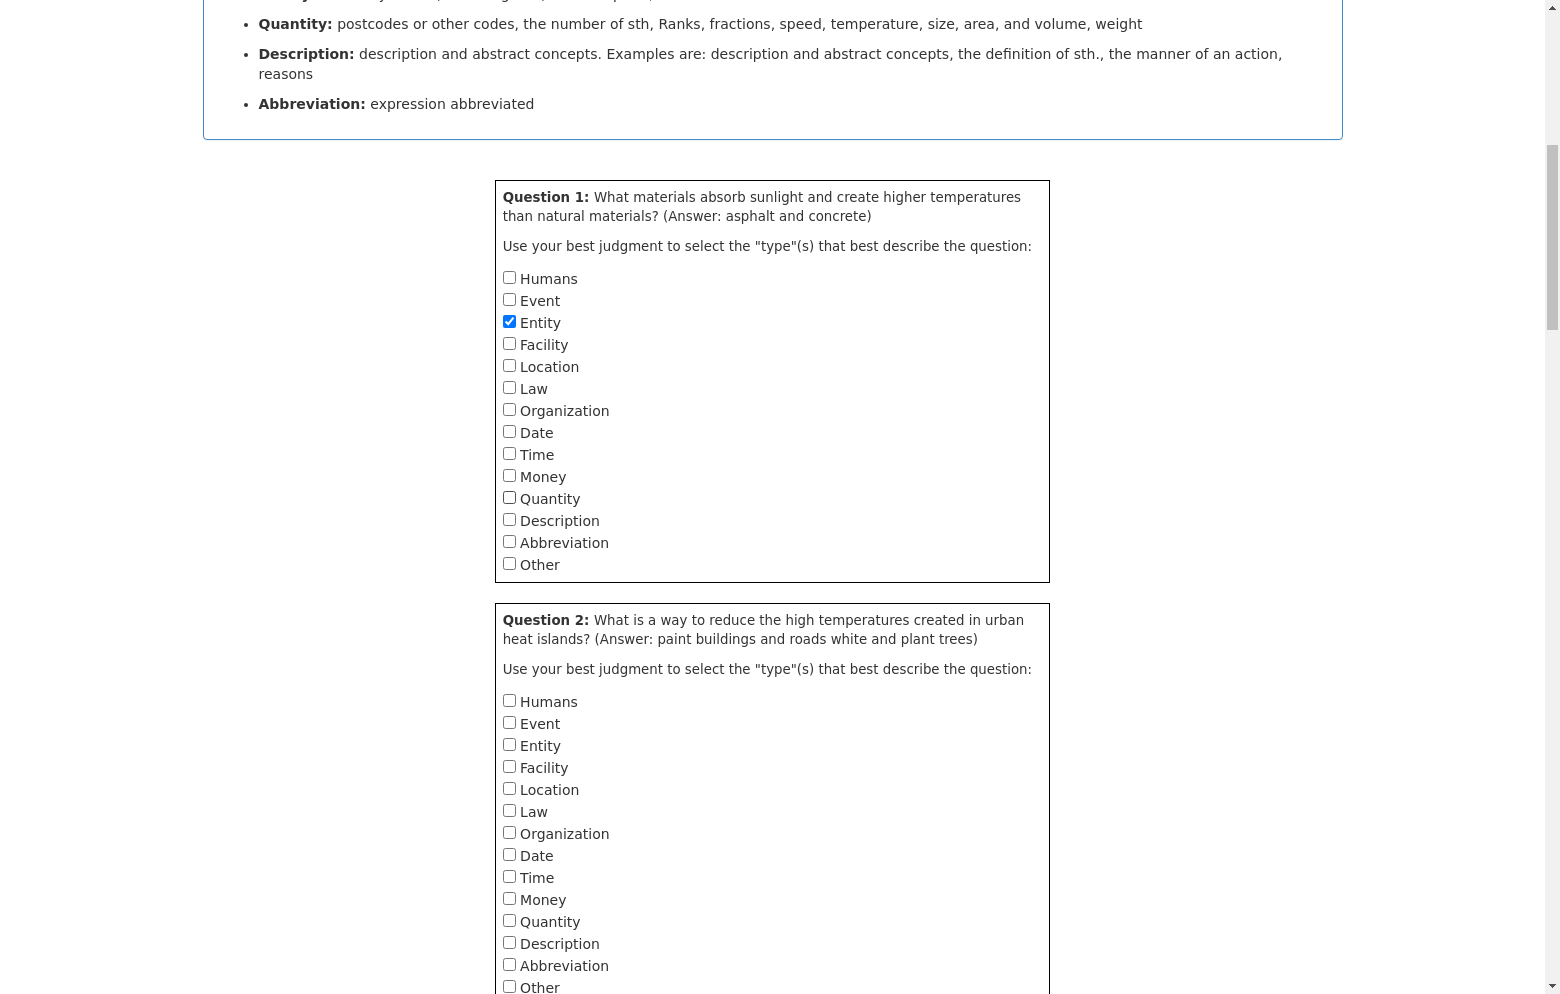 Quantity: postcodes or other codes, the number of sth, Ranks, fractions, speed, temperature, size, area, and volume, weight
Description: description and abstract concepts. Examples are: description and abstract concepts, the definition of sth., the manner of an action,
reasons
Abbreviation: expression abbreviated
Question 1: What materials absorb sunlight and create higher temperatures
than natural materials? (Answer: asphalt and concrete)
Use your best judgment to select the "type"(s) that best describe the question:
Humans
Event
Entity
Facility
Location
Law
Organization
Date
Time
Money
Quantity
Description
Abbreviation
Other
Question 2: What is a way to reduce the high temperatures created in urban
heat islands? (Answer: paint buildings and roads white and plant trees)
Use your best judgment to select the "type"(s) that best describe the question:
Humans
Event
Entity
Facility
Location
Law
Organization
Date
Time
Money
Quantity
Description
Abbreviation
Other